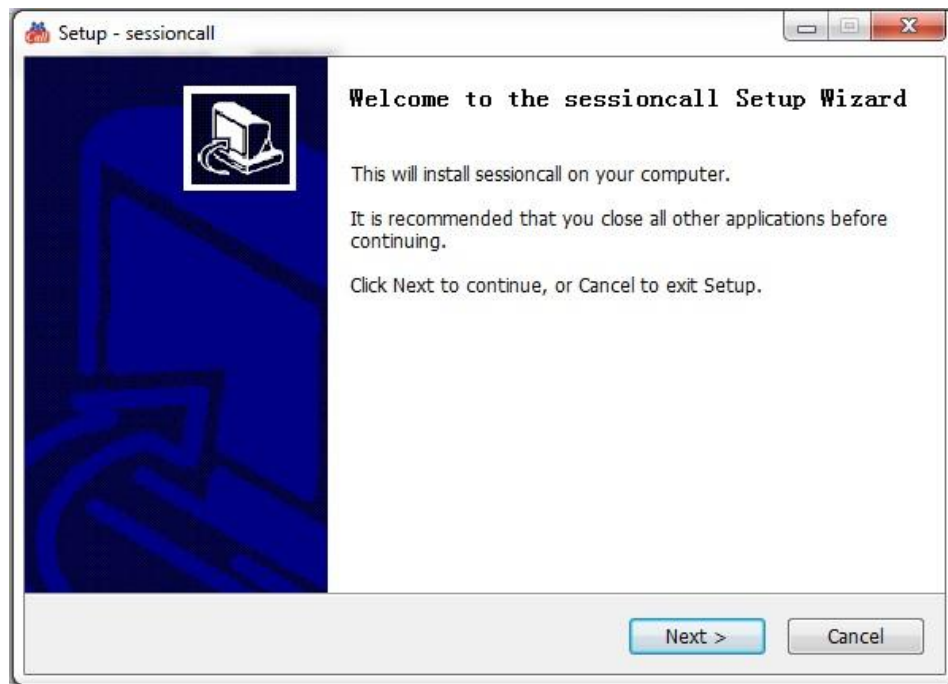 Setup - sessioncall
Welcome to the sessioncall Setup Wizard
This will install sessioncall on your computer.
It is recommended that you close all other applications before
continuing.
Click Next to continue, or Cancel to exit Setup.
Next >
Cancel